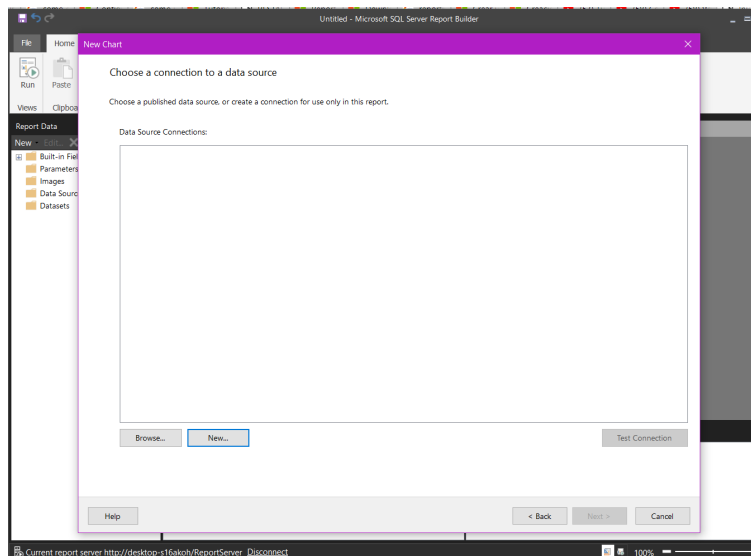 Untitled - Microsoft SQL Server Report Builder
File Home
New Chart
Run Paste
Views
Choose a connection to a data source
Choose a published data source, or create a connection for use only in this report.
Report Data
New Edit...
Built-in Fiel
Parameters
Images
Data Sourc
Datasets
Data Source Connections:
Browse... New... Test Connection
Help < Back Next > Cancel
Current report server http://desktop-s16akoh/ReportServer Disconnect 100%